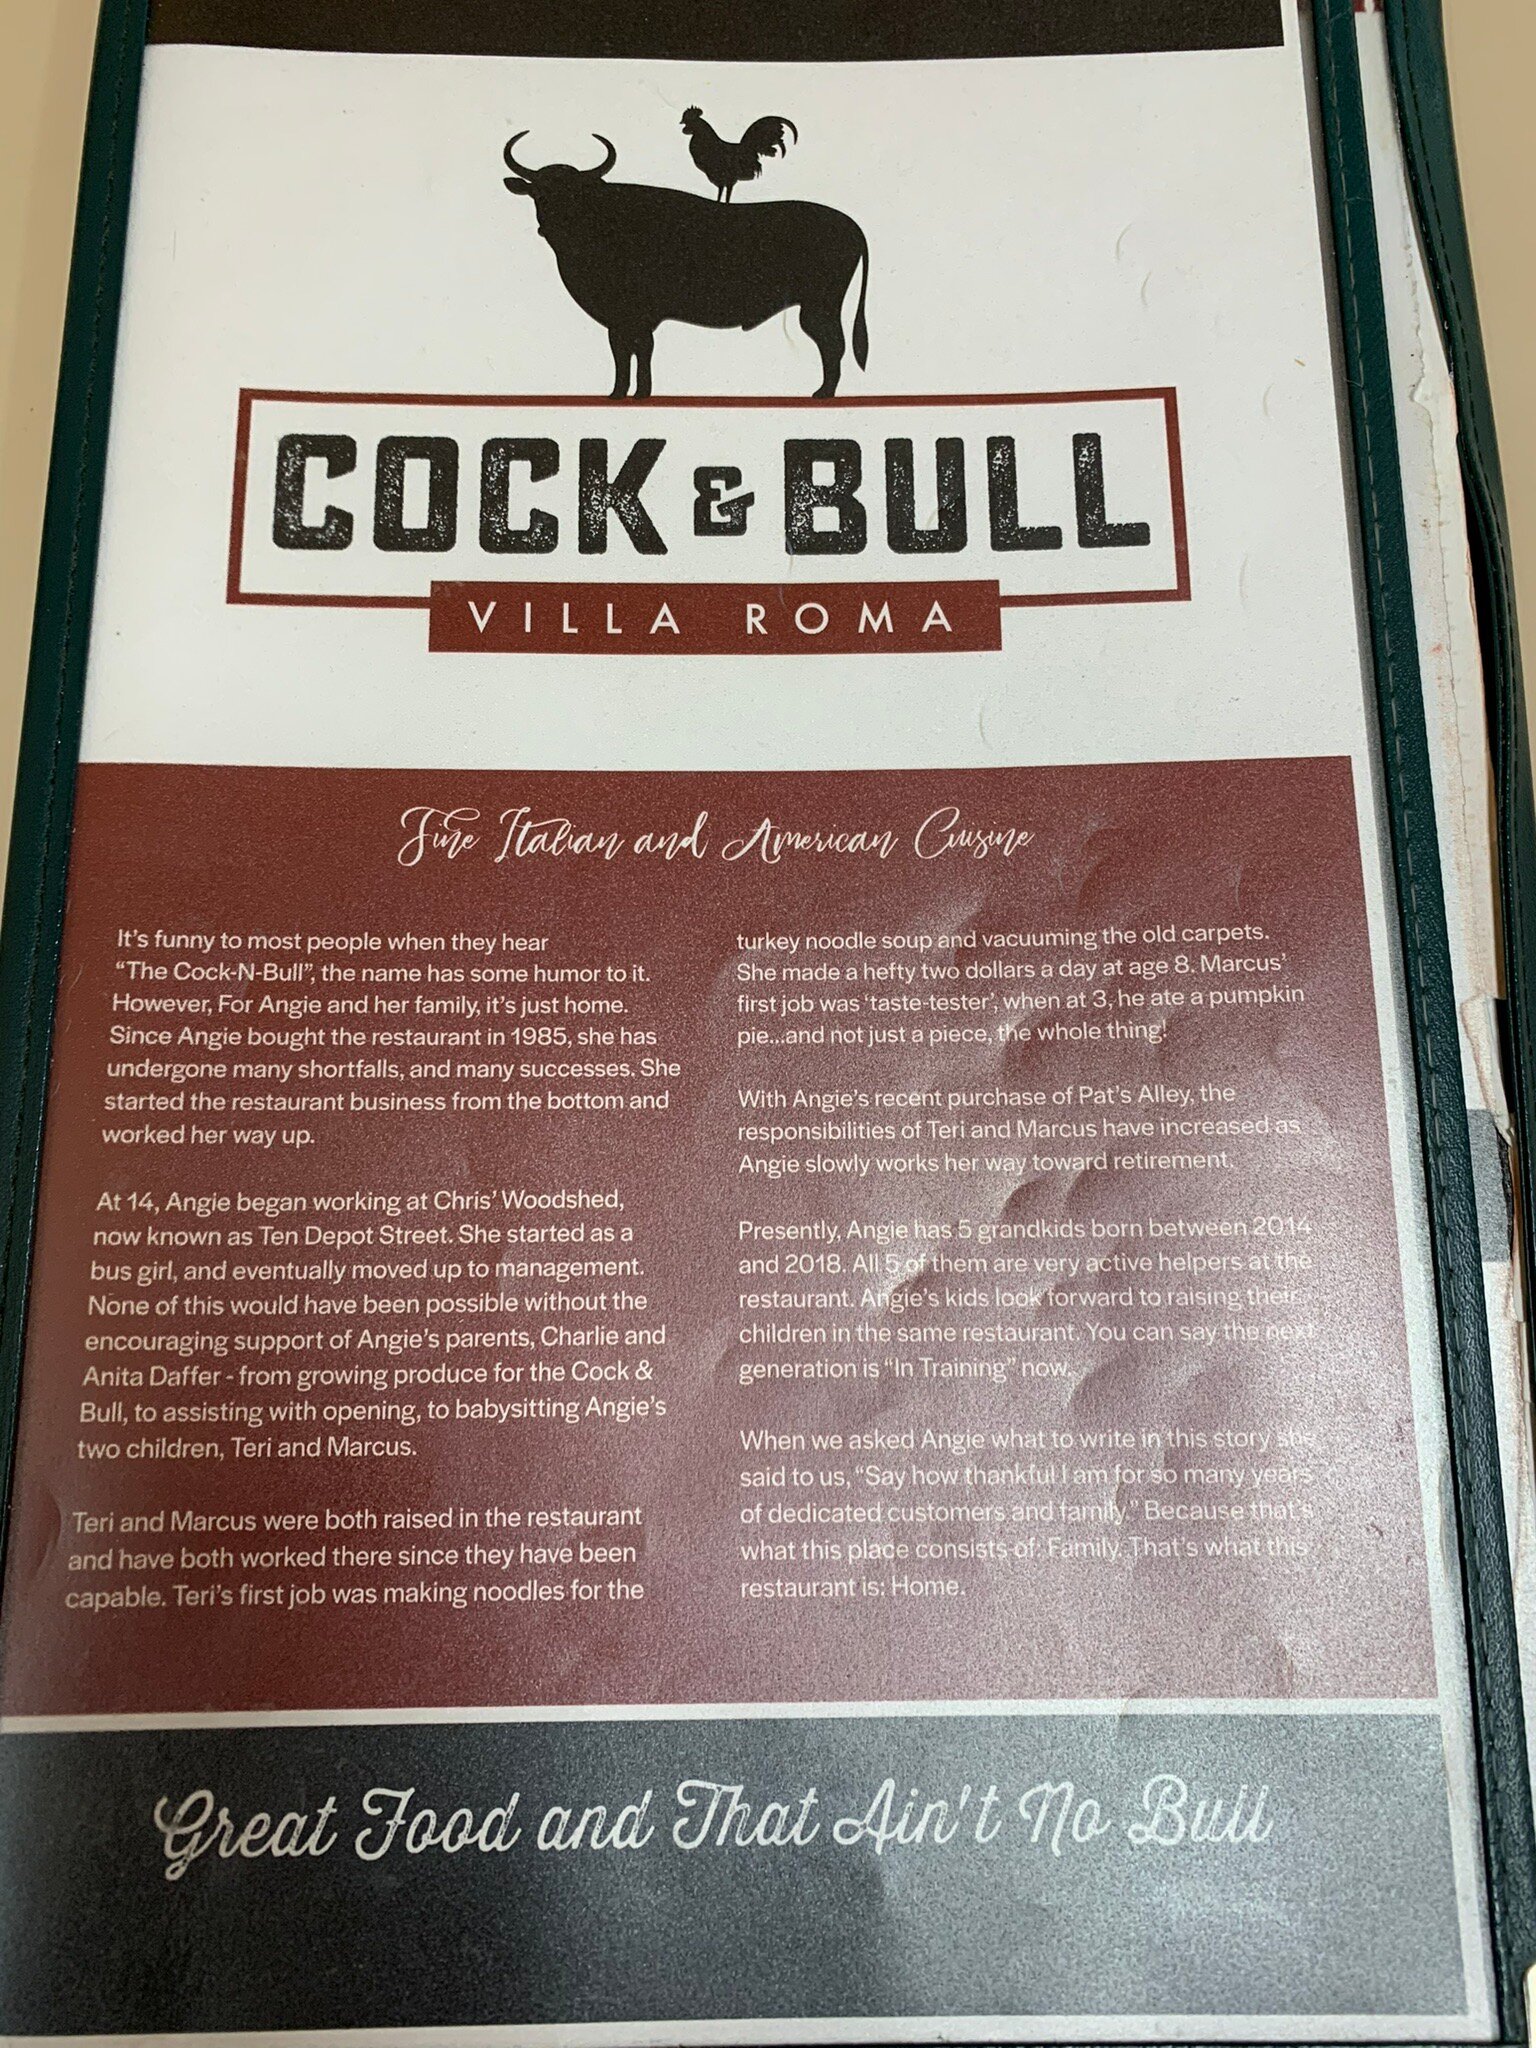 COCK & BULL
VILLA ROMA
Fine Italian and American Cuisine
It's funny to most people when they hear
"The Cock-N-Bull", the name has some humor to it.
However, For Angie and her family, it's just home.
Since Angie bought the restaurant in 1985, she has
undergone many shortfalls, and many successes. She
started the restaurant business from the bottom and
worked her way up.
At 14, Angie began working at Chris' Woodshed,
now known as Ten Depot Street. She started as a
bus girl, and eventually moved up to management.
None of this would have been possible without the
encouraging support of Angie's parents, Charlie and
Anita Daffer - from growing produce for the Cock &
Bull, to assisting with opening, to babysitting Angie's
two children, Teri and Marcus.
Teri and Marcus were both raised in the restaurant
and have both worked there since they have been
capable. Teri's first job was making noodles for the
turkey noodle soup and vacuuming the old carpets.
She made a hefty two dollars a day at age 8. Marcus'
first job was 'taste-tester', when at 3, he ate a pumpkin
pie...and not just a piece, the whole thing!
With Angie's recent purchase of Pat's Alley, the
responsibilities of Teri and Marcus have increased as
Angie slowly works her way toward retirement.
Presently, Angie has 5 grandkids born between 2014
and 2018. All 5 of them are very active helpers at the
restaurant. Angie's kids look forward to raising their
children in the same restaurant. You can say the next
generation is "In Training" now.
When we asked Angie what to write in this story she
said to us, "Say how thankful I am for so many years
of dedicated customers and family." Because that's
what this place consists of: Family. That's what this
restaurant is: Home.
Great Food and That Ain't No Bull